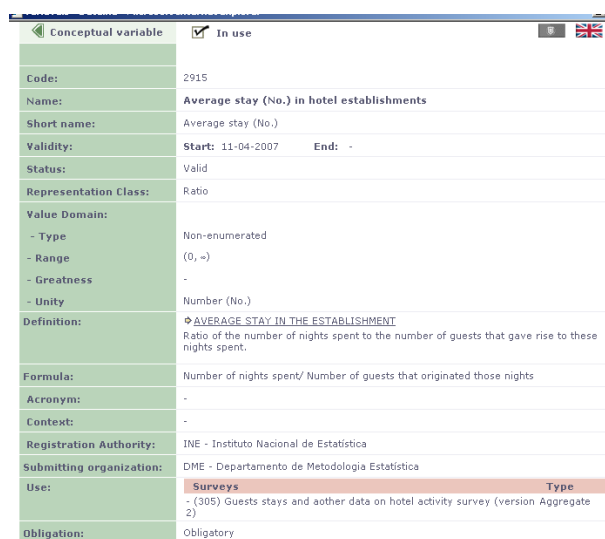 Conceptual variable In use
Code: 2915
Name: Average stay (No.) in hotel establishments
Short name: Average stay (No.)
Validity: Start: 11-04-2007 End: -
Status: Valid
Representation Class: Ratio
Value Domain:
- Type Non-enumerated
- Range (0, ∞)
- Greatness -
- Unity Number (No.)
Definition: AVERAGE STAY IN THE ESTABLISHMENT
Ratio of the number of nights spent to the number of guests that gave rise to these
nights spent.
Formula: Number of nights spent/ Number of guests that originated those nights
Acronym: -
Context: -
Registration Authority: INE - Instituto Nacional de Estatística
Submitting organization: DME - Departamento de Metodologia Estatística
Use: Surveys Type
- (305) Guests stays and aother data on hotel activity survey (version Aggregate
2)
Obligation: Obligatory